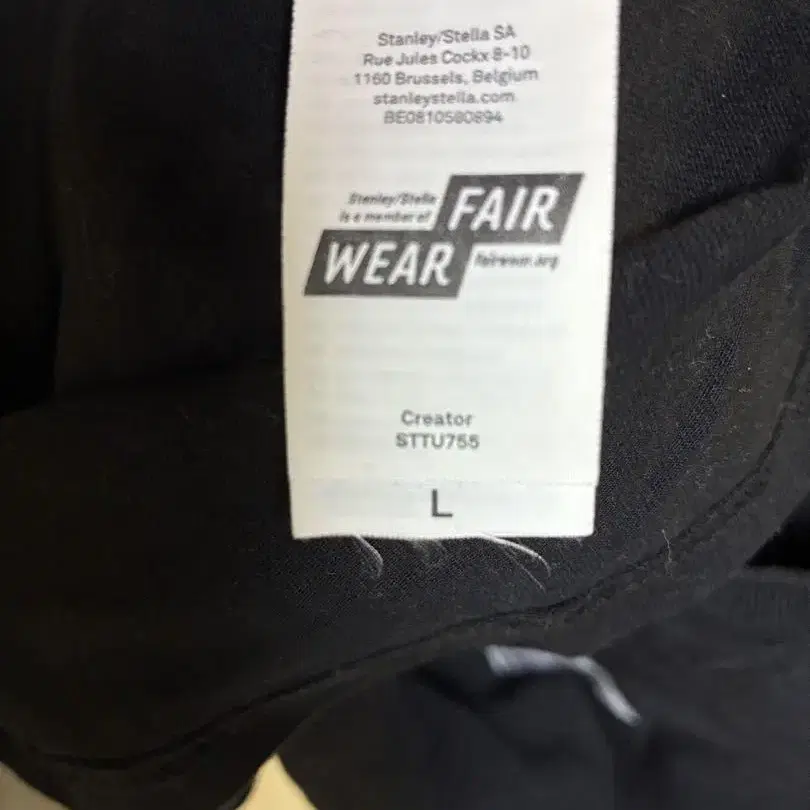 Stanley/Stella SA
Rue Jules Cockx 8-10
1160 Brussels, Belgium
stanleystella.com
BE0810580894
Stanley/Stella
is a member of
FAIR
WEAR
fairwear.org
Creator
STTU755
L